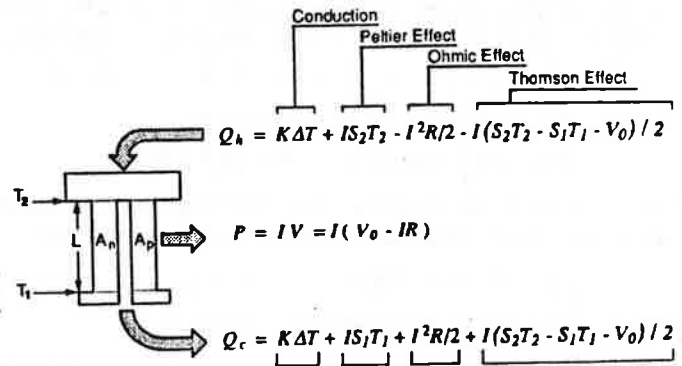 Conduction
Peltier Effect
Ohmic Effect
Thomson Effect
Q_h = KΔT + IS_2T_2 - I^2R/2 - I(S_2T_2 - S_1T_1 - V_0) / 2
T_2
L A_n A_p P = IV = I( V_0 - IR)
T_1
Q_c = KΔT + IS_1T_1 + I^2R/2 + I(S_2T_2 - S_1T_1 - V_0) / 2